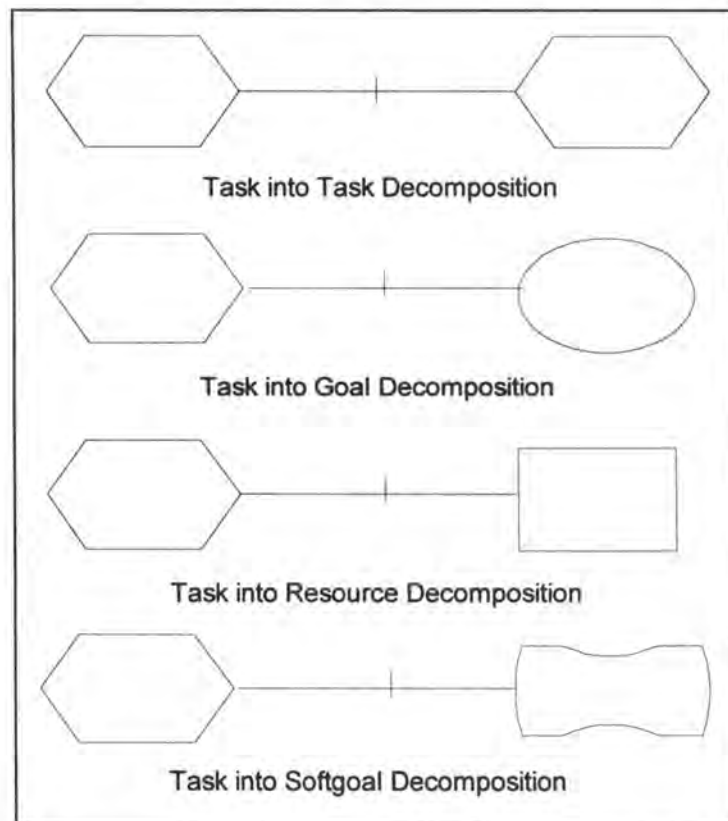 Task into Task Decomposition
Task into Goal Decomposition
Task into Resource Decomposition
Task into Softgoal Decomposition